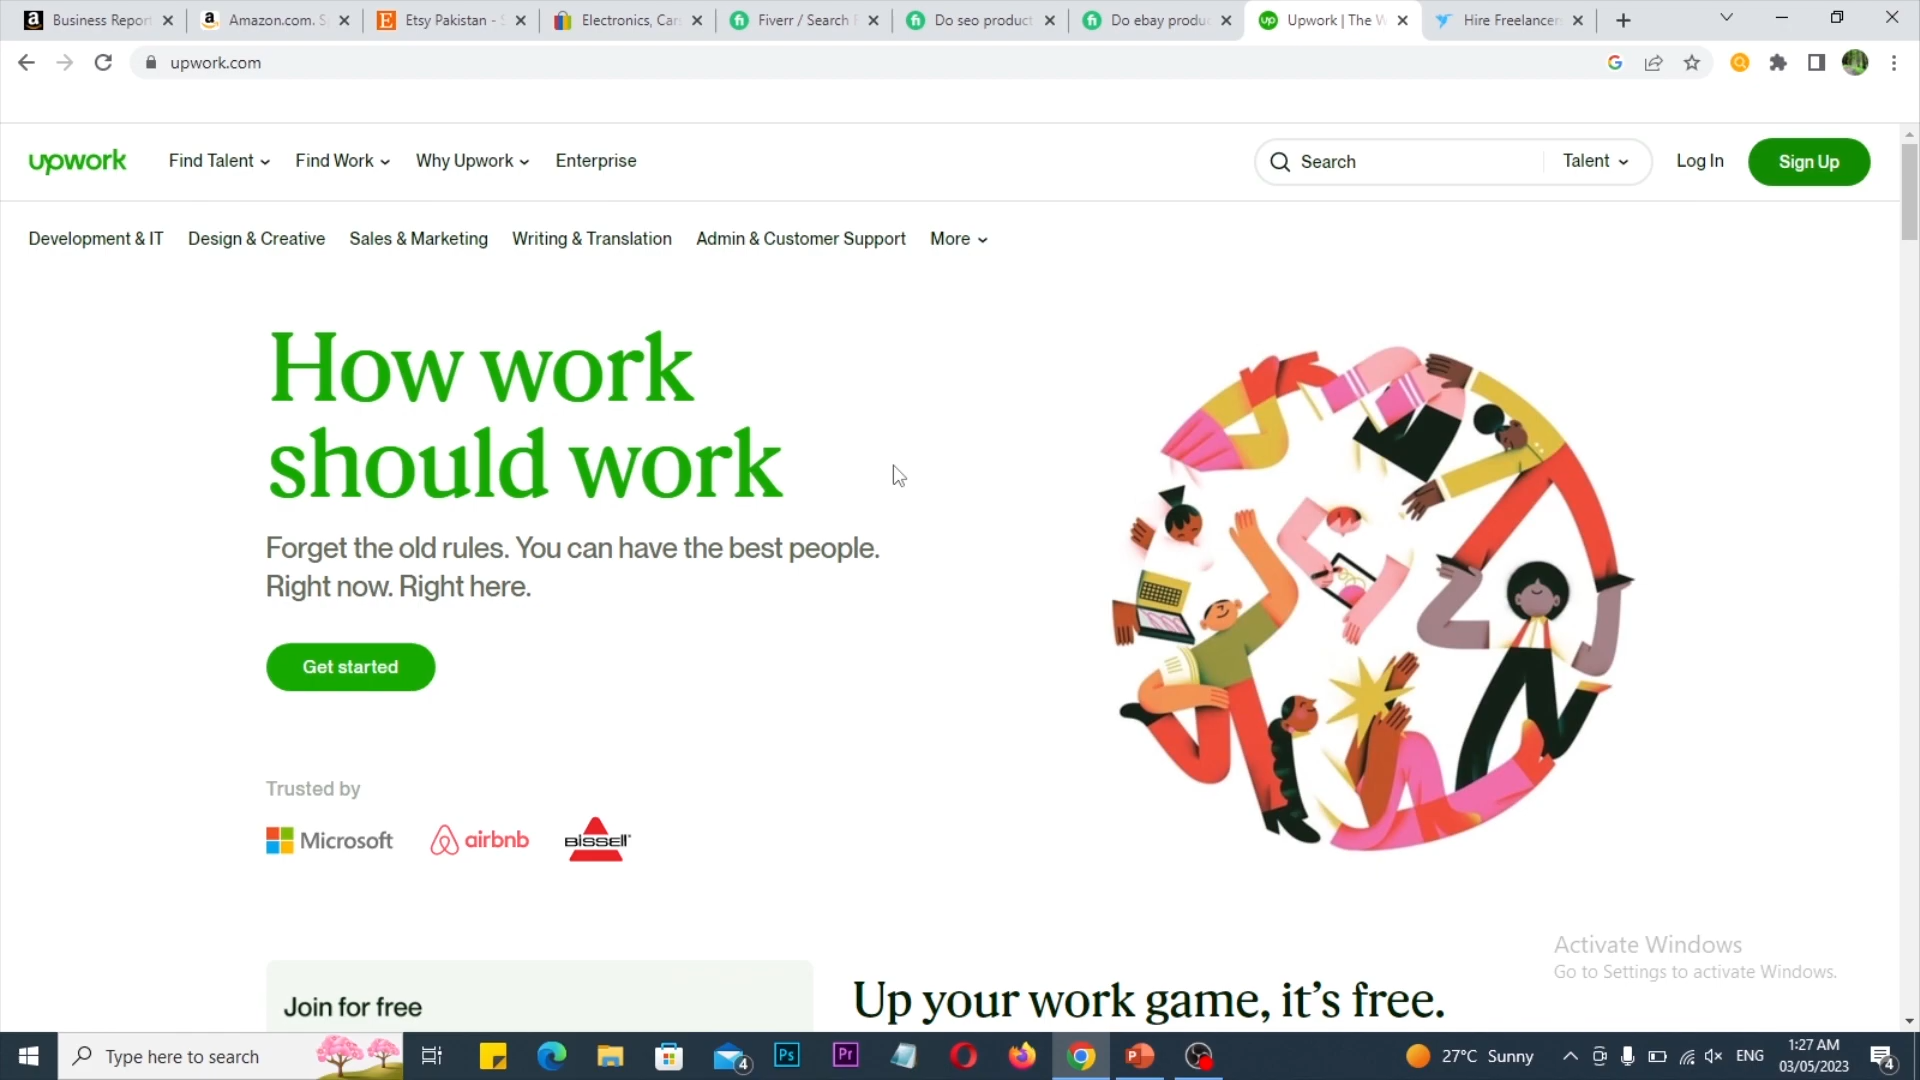 Business Report
Amazon.com. S
Etsy Pakistan - S
Electronics, Car
Fiverr / Search
Do seo product
Do ebay produ
Upwork | The W
Hire Freelancer
upwork.com
upwork
Find Talent
Find Work
Why Upwork
Enterprise
Search
Talent
Log In
Sign Up
Development & IT
Design & Creative
Sales & Marketing
Writing & Translation
Admin & Customer Support
More
How work
should work
Forget the old rules. You can have the best people.
Right now. Right here.
Get started
Trusted by
Microsoft
airbnb
BISSELL
Activate Windows
Go to Settings to activate Windows.
Join for free
Up your work game, it's free.
Type here to search
4
Ps
Pr
27°C Sunny
ENG
1:27 AM
03/05/2023
4